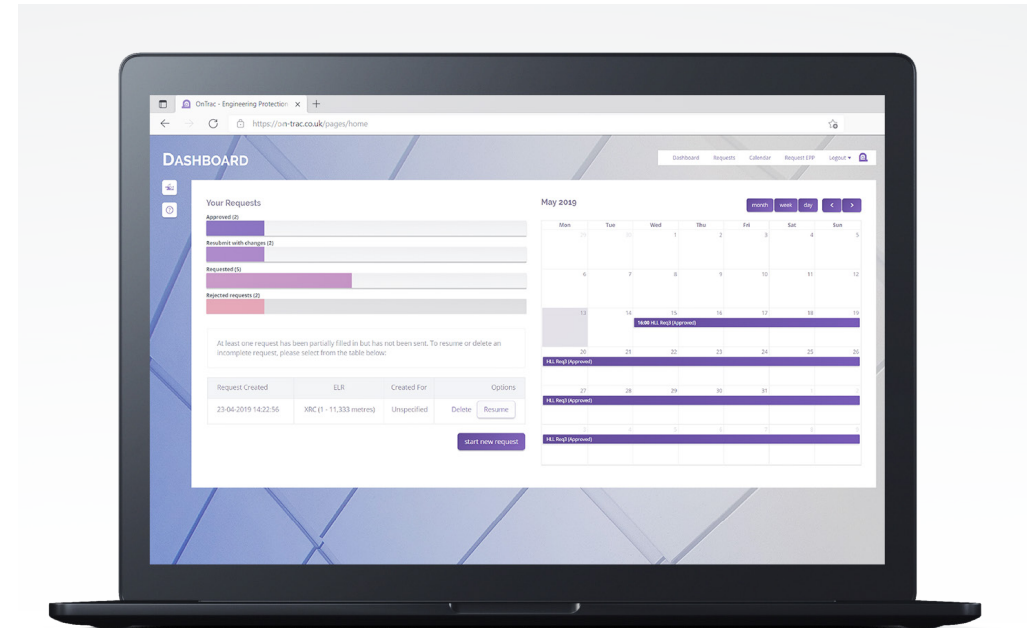 OnTrac - Engineering Protection
https://on-trac.co.uk/pages/home
DASHBOARD
Dashboard Requests Calendar Request EPP Logout
Your Requests
Approved (2)
Resubmit with changes (2)
Requested (5)
Rejected requests (2)
At least one request has been partially filled in but has not been sent. To resume or delete an
incomplete request, please select from the table below:
Request Created ELR Created For Options
23-04-2019 14:22:56 XRC (1 - 11,333 metres) Unspecified Delete Resume
start new request
May 2019
month week day < >
Mon Tue Wed Thu Fri Sat Sun
29 30 1 2 3 4 5
6 7 8 9 10 11 12
13 14 15 16 17 18 19
16:00 HLL Req3 (Approved)
20 21 22 23 24 25 26
HLL Req3 (Approved)
27 28 29 30 31 1 2
HLL Req3 (Approved)
3 4 5 6 7 8 9
HLL Req3 (Approved)